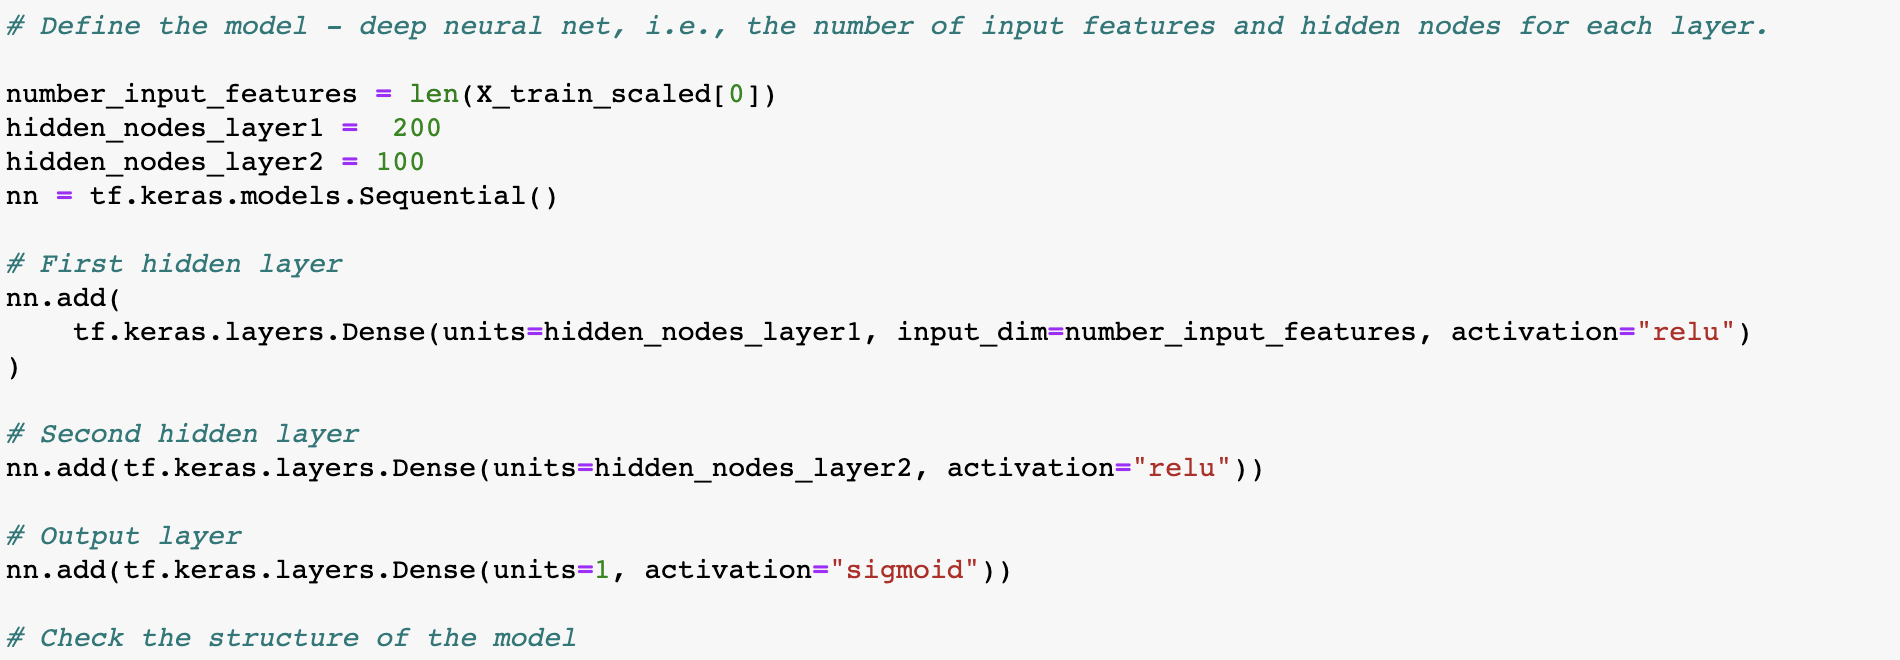 # Define the model - deep neural net, i.e., the number of input features and hidden nodes for each layer.
number_input_features = len(X_train_scaled[0])
hidden_nodes_layer1 =  200
hidden_nodes_layer2 = 100
nn = tf.keras.models.Sequential()
# First hidden layer
nn.add(
    tf.keras.layers.Dense(units=hidden_nodes_layer1, input_dim=number_input_features, activation="relu")
)
# Second hidden layer
nn.add(tf.keras.layers.Dense(units=hidden_nodes_layer2, activation="relu"))
# Output layer
nn.add(tf.keras.layers.Dense(units=1, activation="sigmoid"))
# Check the structure of the model